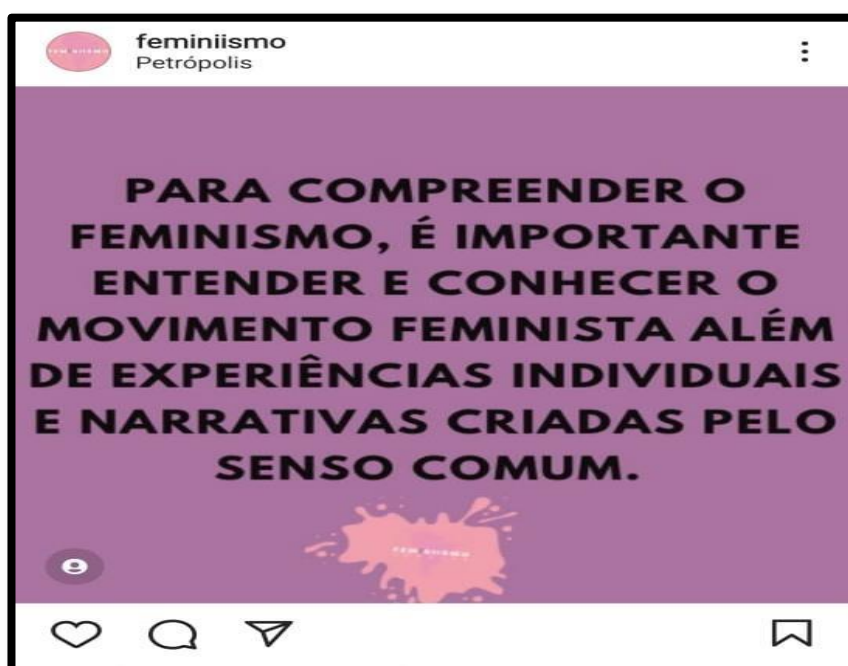 feminiismo
Petrópolis
PARA COMPREENDER O
FEMINISMO, É IMPORTANTE
ENTENDER E CONHECER O
MOVIMENTO FEMINISTA ALÉM
DE EXPERIÊNCIAS INDIVIDUAIS
E NARRATIVAS CRIADAS PELO
SENSO COMUM.